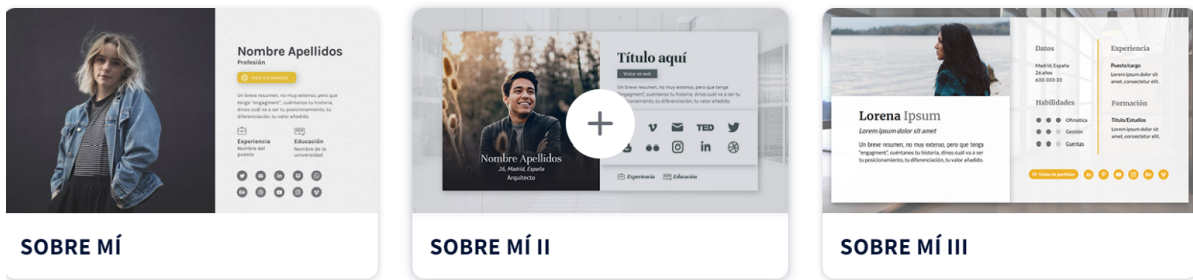 Nombre Apellidos
Profesión
Visit my website
Un breve resumen, no muy extenso, pero que
tenga "engagment", cuéntanos tu historia,
dinos cuál va a ser tu posicionamiento, tu
diferenciación, tu valor añadido.
Experiencia
Nombre del
puesto
Educación
Nombre de la
universidad
SOBRE MÍ
Título aquí
Visitar mi web
Un breve resumen, no muy extenso, pero que tenga
"engagment", cuéntanos tu historia, dinos cuál va a ser tu
posicionamiento, tu diferenciación, tu valor añadido.
TED
in
Nombre Apellidos
26, Madrid, España
Arquitecto
Experiencia
Educación
SOBRE MÍ II
Lorena Ipsum
Lorem ipsum dolor sit amet
Un breve resumen, no muy extenso, pero que tenga
"engagment", cuéntanos tu historia, dinos cuál va a ser
tu posicionamiento, tu diferenciación, tu valor añadido.
Datos
Madrid, España
26 años
633-333-33
Habilidades
Ofimática
Gestión
Cuentas
Experiencia
Puesto/cargo
Lorem ipsum dolor sit
amet, consectetur elit.
Formación
Título/Estudios
Lorem ipsum dolor sit
amet, consectetur elit.
Visita mi portfolio
SOBRE MÍ III